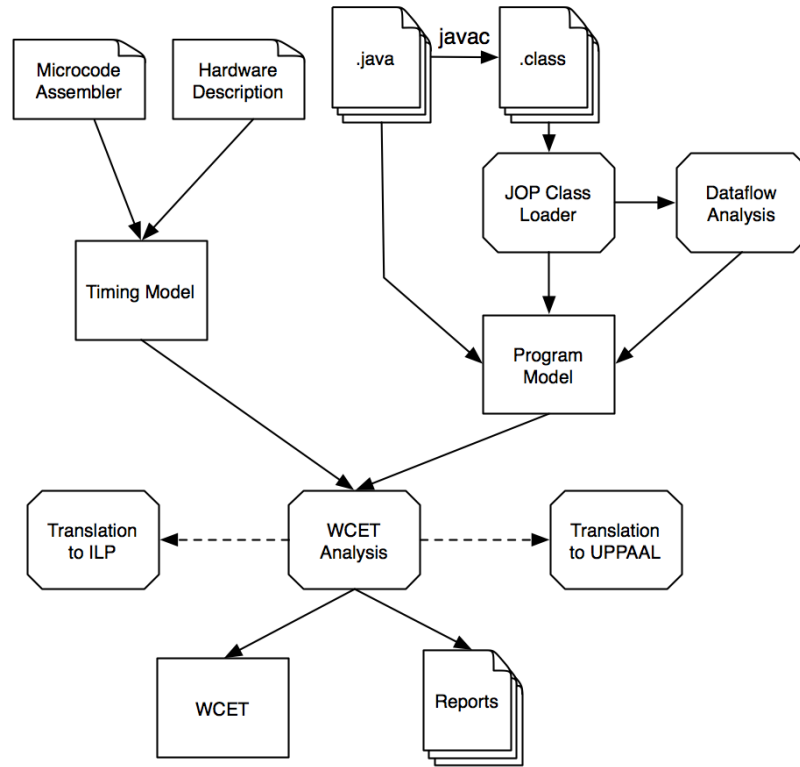 javac
.java
.class
Microcode
Assembler
Hardware
Description
JOP Class
Loader
Dataflow
Analysis
Timing Model
Program
Model
Translation
to ILP
WCET
Analysis
Translation
to UPPAAL
WCET
Reports